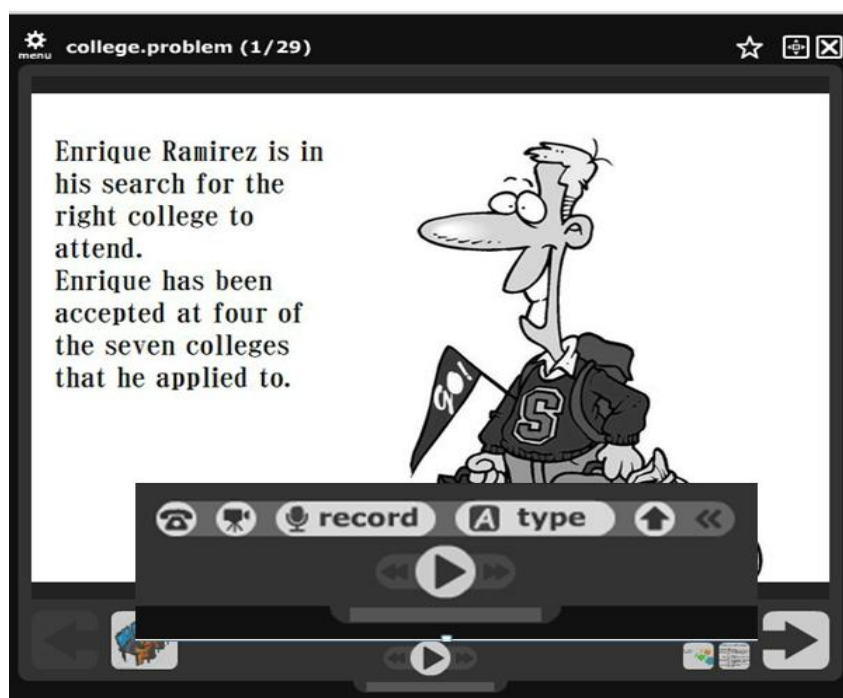 menu college.problem (1/29)
Enrique Ramirez is in
his search for the
right college to
attend.
Enrique has been
accepted at four of
the seven colleges
that he applied to.
GO!
S
record A type